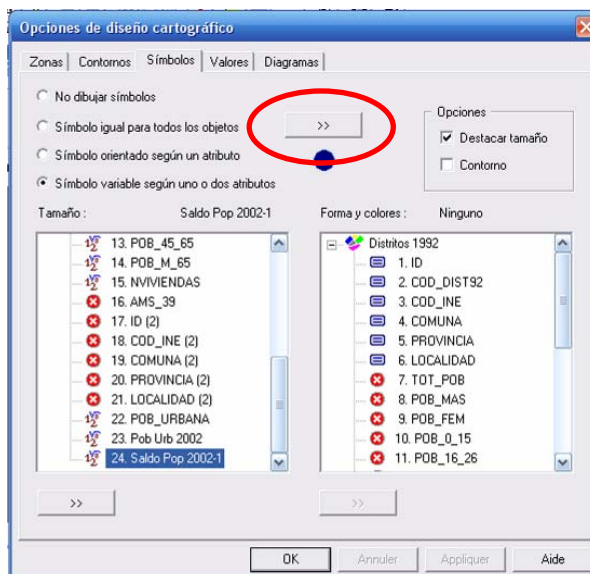 Opciones de diseño cartográfico
Zonas Contornos Símbolos Valores Diagramas
No dibujar símbolos
Símbolo igual para todos los objetos
>>
Símbolo orientado según un atributo
Símbolo variable según uno o dos atributos
Opciones
Destacar tamaño
Contorno
Tamaño : Saldo Pop 2002-1
13. POB_45_65
14. POB_M_65
15. NVIVIENDAS
16. AMS_39
17. ID (2)
18. COD_INE (2)
19. COMUNA (2)
20. PROVINCIA (2)
21. LOCALIDAD (2)
22. POB_URBANA
23. Pob Urb 2002
24. Saldo Pop 2002-1
>>
Forma y colores : Ninguno
Distritos 1992
1. ID
2. COD_DIST92
3. COD_INE
4. COMUNA
5. PROVINCIA
6. LOCALIDAD
7. TOT_POB
8. POB_MAS
9. POB_FEM
10. POB_0_15
11. POB_16_26
>>
OK Annuler Appliquer Aide